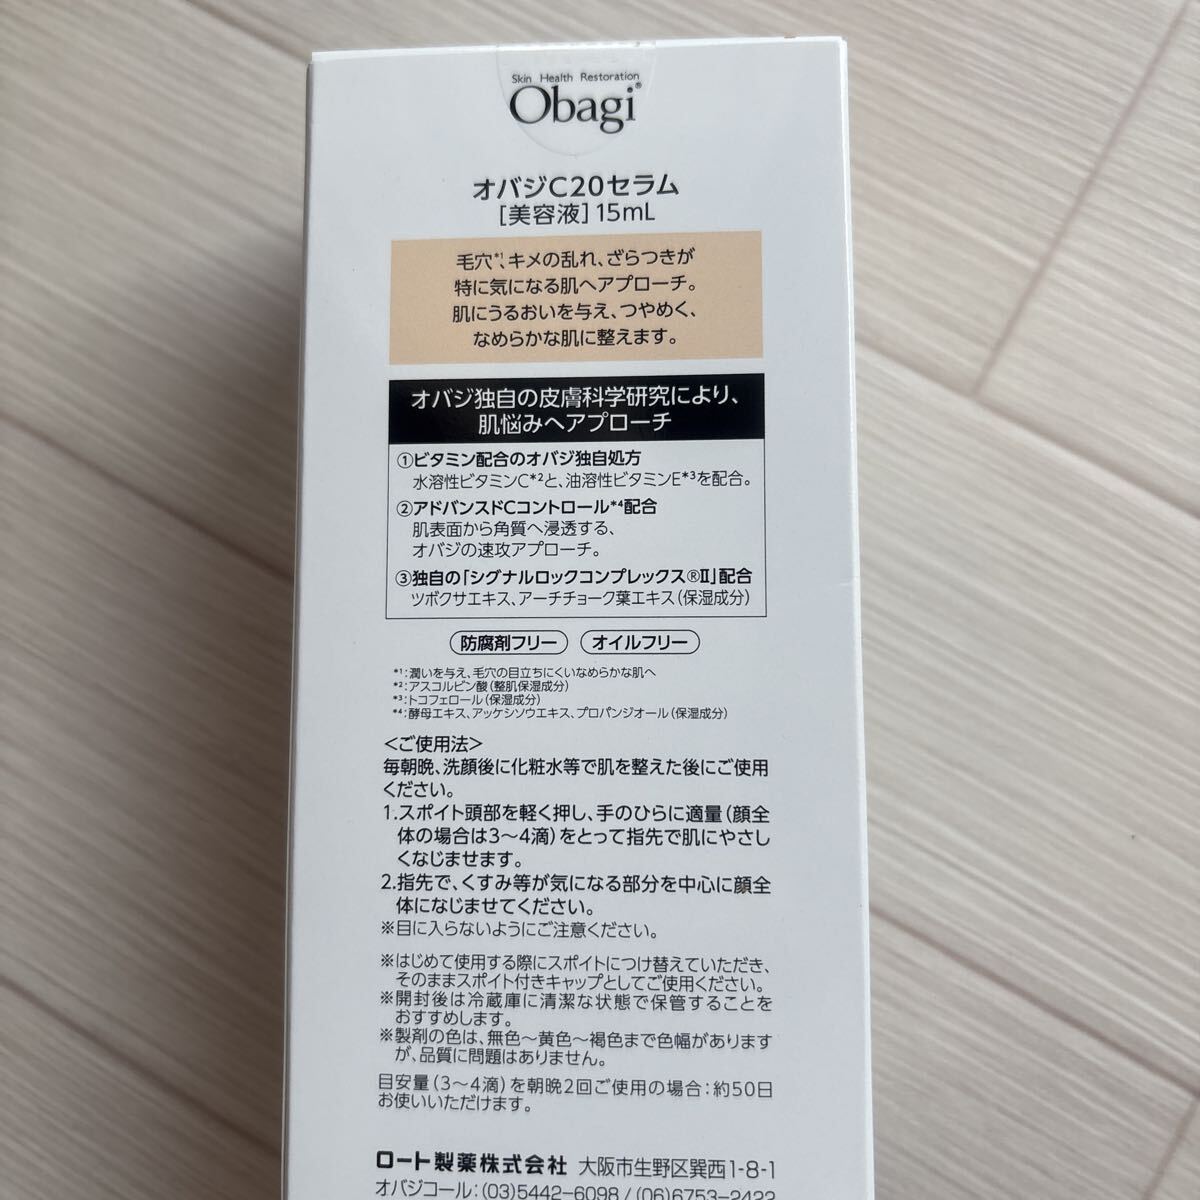 Skin Health Restoration
Obagi®
オバジC20セラム
[美容液] 15mL
毛穴*1、キメの乱れ、ざらつきが
特に気になる肌へアプローチ。
肌にうるおいを与え、つやめく、
なめらかな肌に整えます。
オバジ独自の皮膚科学研究により、
肌悩みへアプローチ
①ビタミン配合のオバジ独自処方
水溶性ビタミンC*2と、油溶性ビタミンE*3を配合。
②アドバンスドCコントロール*4配合
肌表面から角質へ浸透する、
オバジの速攻アプローチ。
③独自の「シグナルロックコンプレックス®Ⅱ」配合
ツボクサエキス、アーチチョーク葉エキス(保湿成分)
防腐剤フリー オイルフリー
*1:潤いを与え、毛穴の目立ちにくいなめらかな肌へ
*2:アスコルビン酸(整肌保湿成分)
*3:トコフェロール(保湿成分)
*4:酵母エキス、アッケシソウエキス、プロパンジオール(保湿成分)
<ご使用法>
毎朝晩、洗顔後に化粧水等で肌を整えた後にご使用
ください。
1.スポイト頭部を軽く押し、手のひらに適量(顔全
体の場合は3〜4滴)をとって指先で肌にやさし
くなじませます。
2.指先で、くすみ等が気になる部分を中心に顔全
体になじませてください。
※目に入らないようにご注意ください。
※はじめて使用する際にスポイトにつけ替えていただき、
そのままスポイト付きキャップとしてご使用ください。
※開封後は冷蔵庫に清潔な状態で保管することを
おすすめします。
※製剤の色は、無色〜黄色〜褐色まで色幅があります
が、品質に問題はありません。
目安量(3〜4滴)を朝晩2回ご使用の場合:約50日
お使いいただけます。
ロート製薬株式会社 大阪市生野区巽西1-8-1
オバジコール:(03)5442-6098/(06)6753-2422